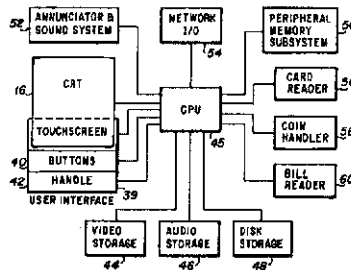 52
ANNUNCIATOR &
SOUND SYSTEM
NETWORK
I/O
54
PERIPHERAL
MEMORY
SUBSYSTEM
16
CRT
TOUCHSCREEN
CPU
45
CARD
READER
COIN
HANDLER
40
BUTTONS
42
HANDLE
39
USER INTERFACE
BILL
READER
60
VIDEO
STORAGE
44
AUDIO
STORAGE
46
DISK
STORAGE
48